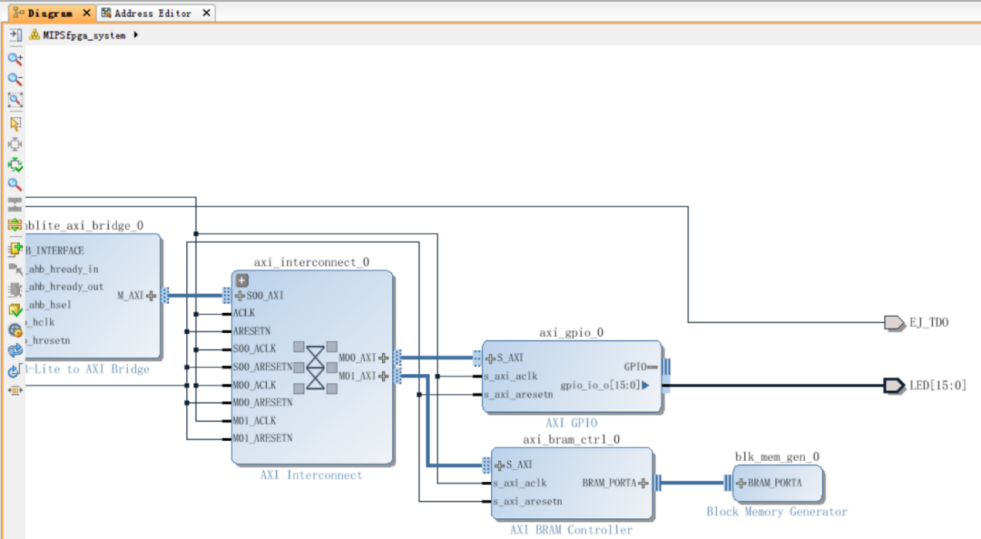 Diagram
Address Editor
MIPSfpga_system
blite_axi_bridge_0
B_INTERFACE
_ahb_hready_in
_ahb_hready_out
_ahb_hsel
_hclk
_hresetn
M_AXI
-Lite to AXI Bridge
axi_interconnect_0
S00_AXI
ACLK
ARESETN
S00_ACLK
S00_ARESETN
M00_ACLK
M00_ARESETN
M01_ACLK
M01_ARESETN
M00_AXI
M01_AXI
AXI Interconnect
axi_gpio_0
S_AXI
s_axi_aclk
s_axi_aresetn
GPIO
gpio_io_o[15:0]
AXI GPIO
axi_bram_ctrl_0
S_AXI
s_axi_aclk
s_axi_aresetn
BRAM_PORTA
AXI BRAM Controller
blk_mem_gen_0
BRAM_PORTA
Block Memory Generator
EJ_TDO
LED[15:0]